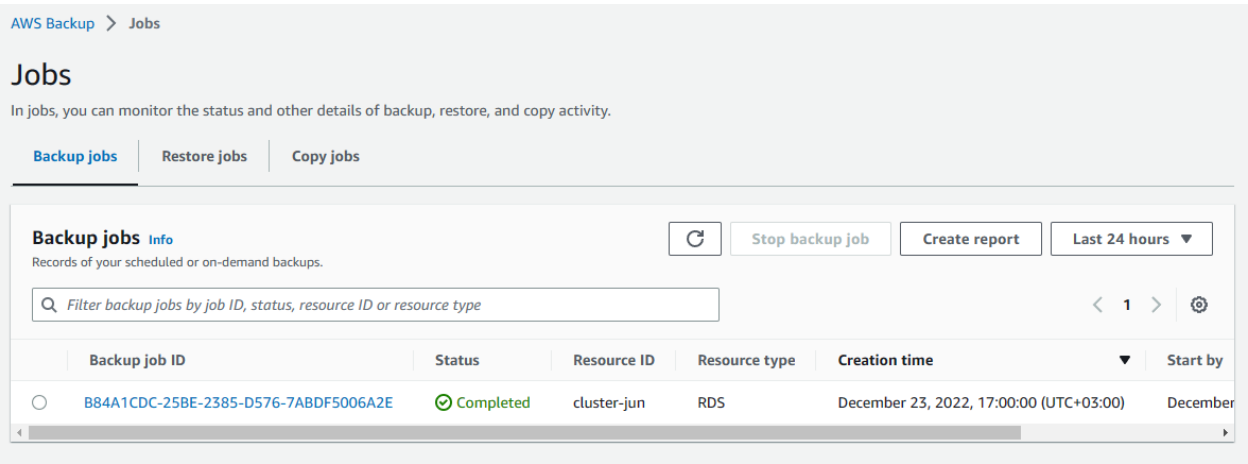 AWS Backup > Jobs
Jobs
In jobs, you can monitor the status and other details of backup, restore, and copy activity.
Backup jobs Restore jobs Copy jobs
Backup jobs Info Stop backup job Create report Last 24 hours
Records of your scheduled or on-demand backups.
Filter backup jobs by job ID, status, resource ID or resource type < 1 >
Backup job ID Status Resource ID Resource type Creation time Start by
B84A1CDC-25BE-2385-D576-7ABDF5006A2E Completed cluster-jun RDS December 23, 2022, 17:00:00 (UTC+03:00) December